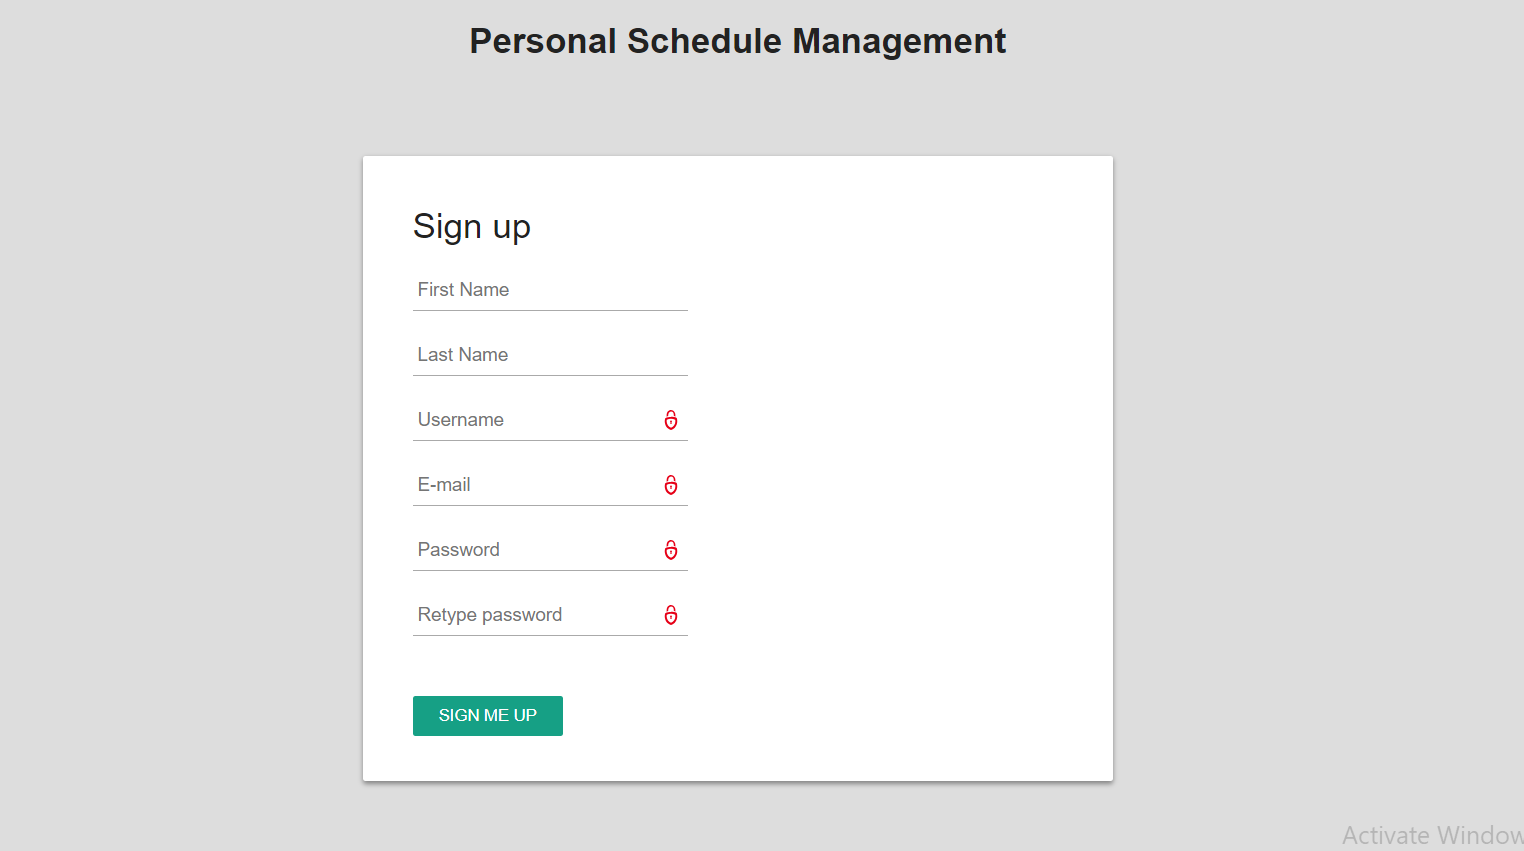 Personal Schedule Management
Sign up
First Name
Last Name
Username
E-mail
Password
Retype password
SIGN ME UP
Activate Window